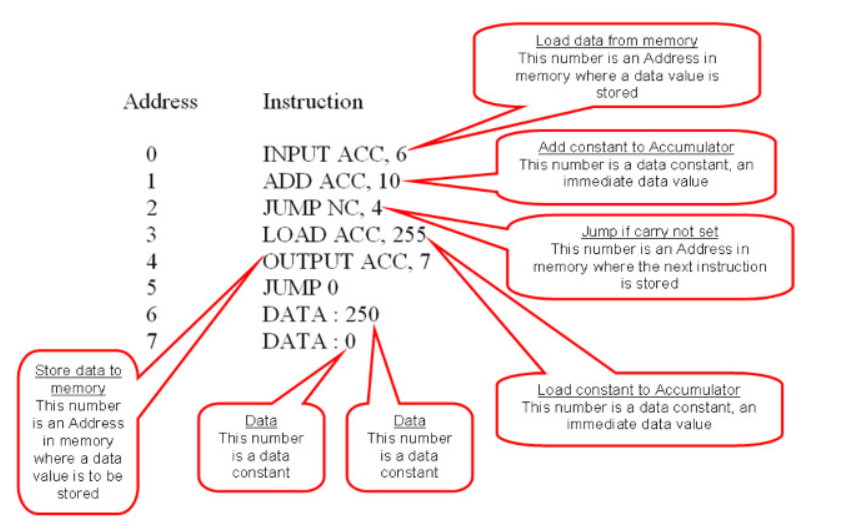 Load data from memory
This number is an Address in
memory where a data value is
stored
Address Instruction
0 INPUT ACC, 6
1 ADD ACC, 10
2 JUMP NC, 4
3 LOAD ACC, 255
4 OUTPUT ACC, 7
5 JUMP 0
6 DATA : 250
7 DATA : 0
Add constant to Accumulator
This number is a data constant, an
immediate data value
Jump if carry not set
This number is an Address in
memory where the next instruction
is stored
Store data to
memory
This number
is an Address
in memory
where a data
value is to be
stored
Data
This number
is a data
constant
Data
This number
is a data
constant
Load constant to Accumulator
This number is a data constant, an
immediate data value